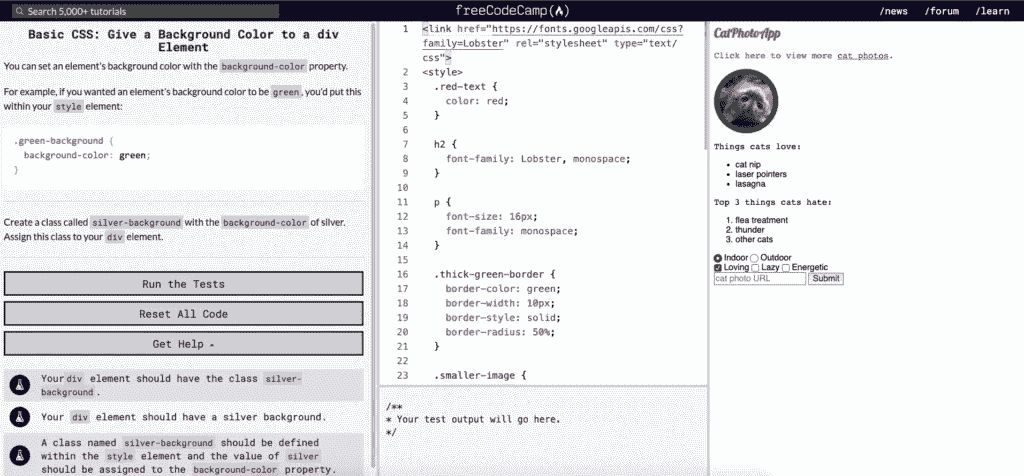 Search 5,000+ tutorials
freeCodeCamp
/news /forum /learn
Basic CSS: Give a Background Color to a div
Element
You can set an element's background color with the background-color property.
For example, if you wanted an element's background color to be green, you'd put this
within your style element:
.green-background {
background-color: green;
}
Create a class called silver-background with the background-color of silver.
Assign this class to your div element.
Run the Tests
Reset All Code
Get Help
Your div element should have the class silver-
background.
Your div element should have a silver background.
A class named silver-background should be defined
within the style element and the value of silver
should be assigned to the background-color property.
1 <link href="https://fonts.googleapis.com/css?
family=Lobster" rel="stylesheet" type="text/
css">
2 <style>
3 .red-text {
4 color: red;
5 }
6
7 h2 {
8 font-family: Lobster, monospace;
9 }
10
11 p {
12 font-size: 16px;
13 font-family: monospace;
14 }
15
16 .thick-green-border {
17 border-color: green;
18 border-width: 10px;
19 border-style: solid;
20 border-radius: 50%;
21 }
22
23 .smaller-image {
/**
* Your test output will go here.
*/
CatPhotoApp
Click here to view more cat photos.
Things cats love:
• cat nip
• laser pointers
• lasagna
Top 3 things cats hate:
1. flea treatment
2. thunder
3. other cats
Indoor Outdoor
Loving Lazy Energetic
cat photo URL Submit